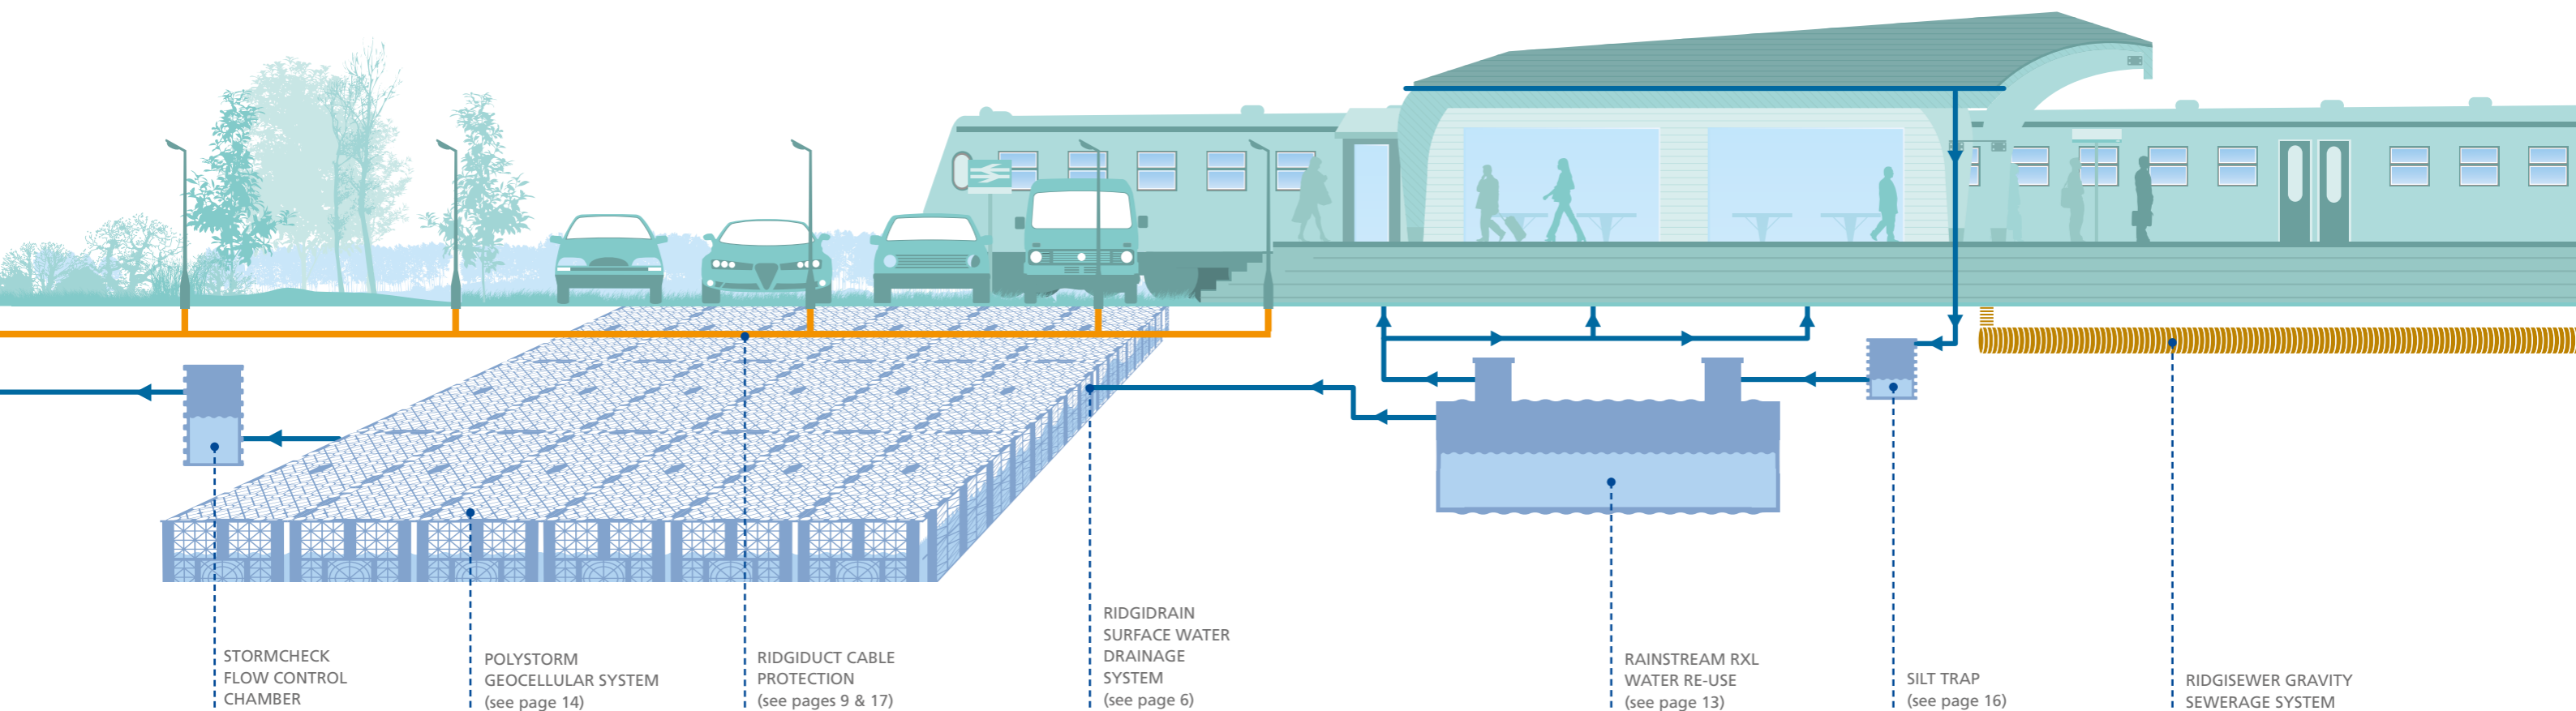 STORMCHECK
FLOW CONTROL
CHAMBER
POLYSTORM
GEOCELLULAR SYSTEM
(see page 14)
RIDGIDUCT CABLE
PROTECTION
(see pages 9 & 17)
RIDGIDRAIN
SURFACE WATER
DRAINAGE
SYSTEM
(see page 6)
RAINSTREAM RXL
WATER RE-USE
(see page 13)
SILT TRAP
(see page 16)
RIDGISEWER GRAVITY
SEWERAGE SYSTEM